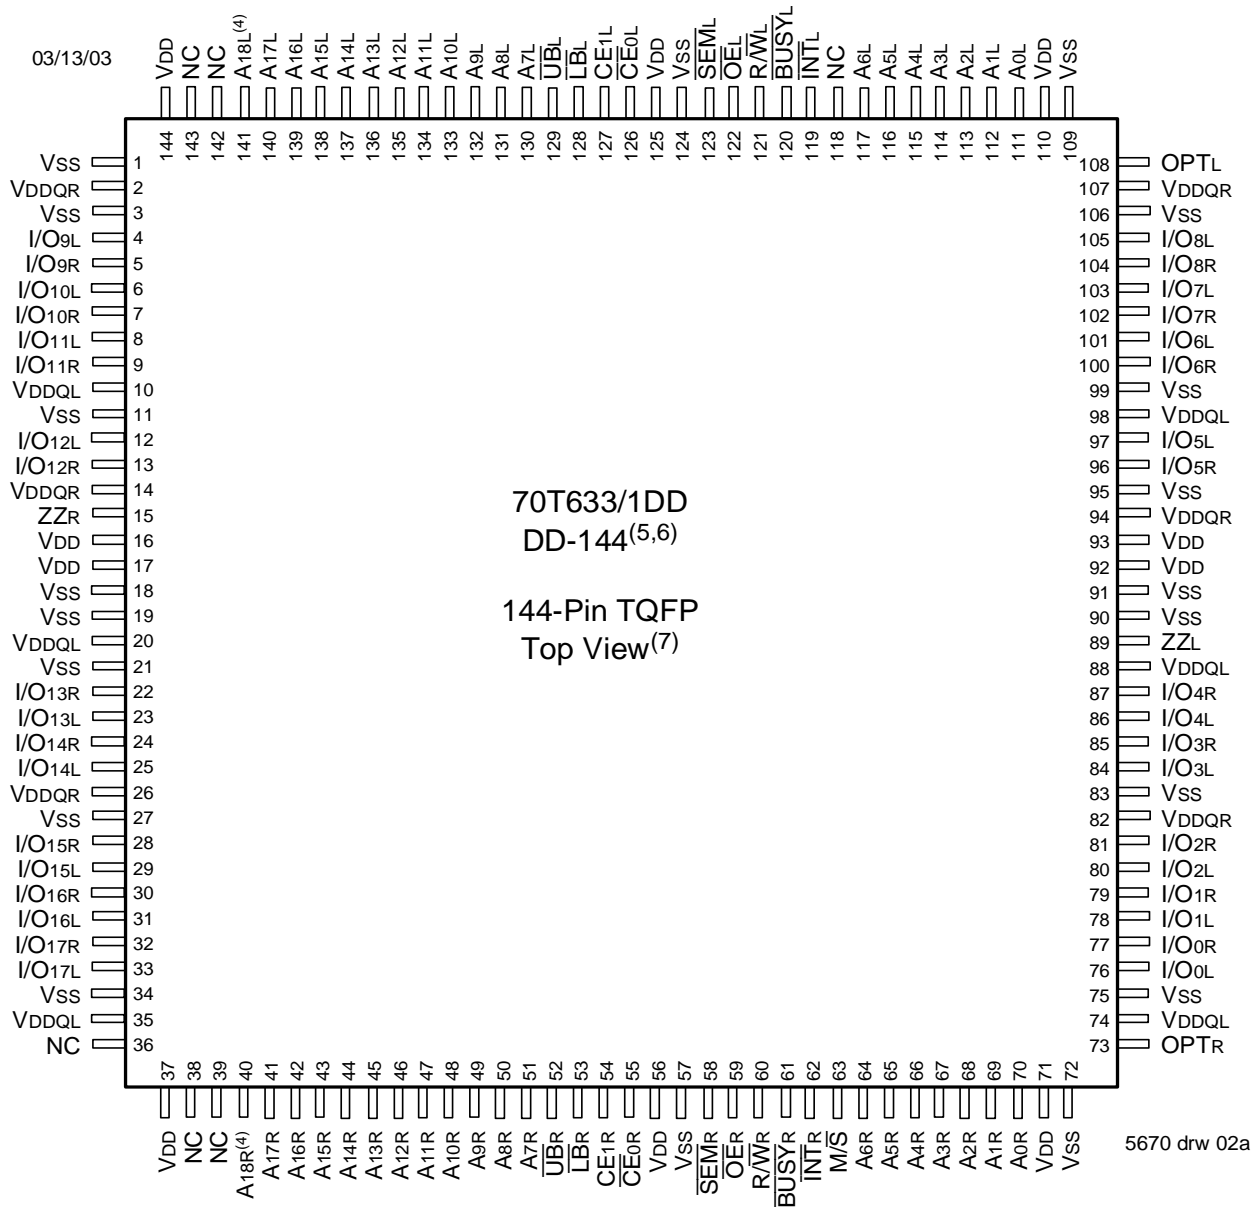 03/13/03
VDD
NC
NC
A18L(4)
A17L
A16L
A15L
A14L
A13L
A12L
A11L
A10L
A9L
A8L
A7L
UBL
LBL
CE1L
CE0L
VDD
VSS
SEML
OEL
R/WL
BUSYL
INTL
NC
A6L
A5L
A4L
A3L
A2L
A1L
A0L
VDD
VSS
144
143
142
141
140
139
138
137
136
135
134
133
132
131
130
129
128
127
126
125
124
123
122
121
120
119
118
117
116
115
114
113
112
111
110
109
VSS 1
VDDQR 2
VSS 3
I/O9L 4
I/O9R 5
I/O10L 6
I/O10R 7
I/O11L 8
I/O11R 9
VDDQL 10
VSS 11
I/O12L 12
I/O12R 13
VDDQR 14
ZZR 15
VDD 16
VDD 17
VSS 18
VSS 19
VDDQL 20
VSS 21
I/O13R 22
I/O13L 23
I/O14R 24
I/O14L 25
VDDQR 26
VSS 27
I/O15R 28
I/O15L 29
I/O16R 30
I/O16L 31
I/O17R 32
I/O17L 33
VSS 34
VDDQL 35
NC 36
70T633/1DD
DD-144(5,6)
144-Pin TQFP
Top View(7)
108 OPTL
107 VDDQR
106 VSS
105 I/O8L
104 I/O8R
103 I/O7L
102 I/O7R
101 I/O6L
100 I/O6R
99 VSS
98 VDDQL
97 I/O5L
96 I/O5R
95 VSS
94 VDDQR
93 VDD
92 VDD
91 VSS
90 VSS
89 ZZL
88 VDDQL
87 I/O4R
86 I/O4L
85 I/O3R
84 I/O3L
83 VSS
82 VDDQR
81 I/O2R
80 I/O2L
79 I/O1R
78 I/O1L
77 I/O0R
76 I/O0L
75 VSS
74 VDDQL
73 OPTR
37
38
39
40
41
42
43
44
45
46
47
48
49
50
51
52
53
54
55
56
57
58
59
60
61
62
63
64
65
66
67
68
69
70
71
72
VDD
NC
NC
A18R(4)
A17R
A16R
A15R
A14R
A13R
A12R
A11R
A10R
A9R
A8R
A7R
UBR
LBR
CE1R
CE0R
VDD
VSS
SEMR
OER
R/WR
BUSYR
INTR
M/S
A6R
A5R
A4R
A3R
A2R
A1R
A0R
VDD
VSS
5670 drw 02a